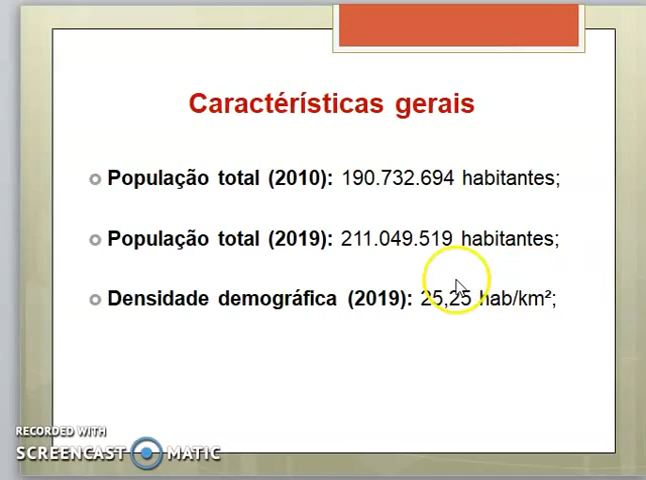 Caractérísticas gerais
População total (2010): 190.732.694 habitantes;
População total (2019): 211.049.519 habitantes;
Densidade demográfica (2019): 25,25 hab/km²;
RECORDED WITH
SCREENCAST MATIC